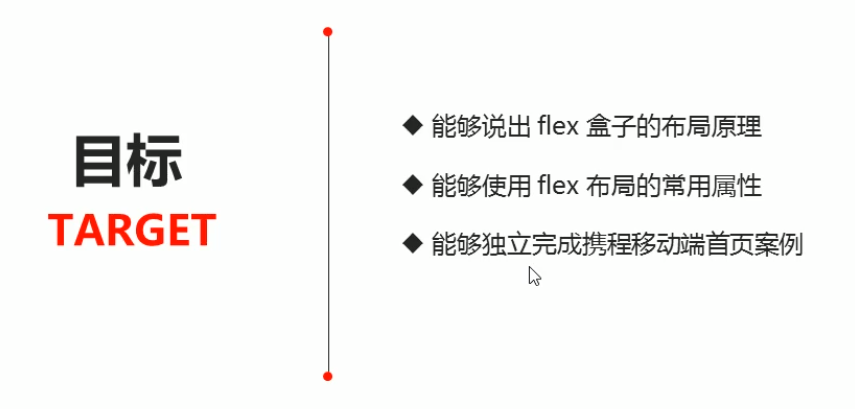 目标
TARGET
◆ 能够说出 flex 盒子的布局原理
◆ 能够使用 flex 布局的常用属性
◆ 能够独立完成携程移动端首页案例